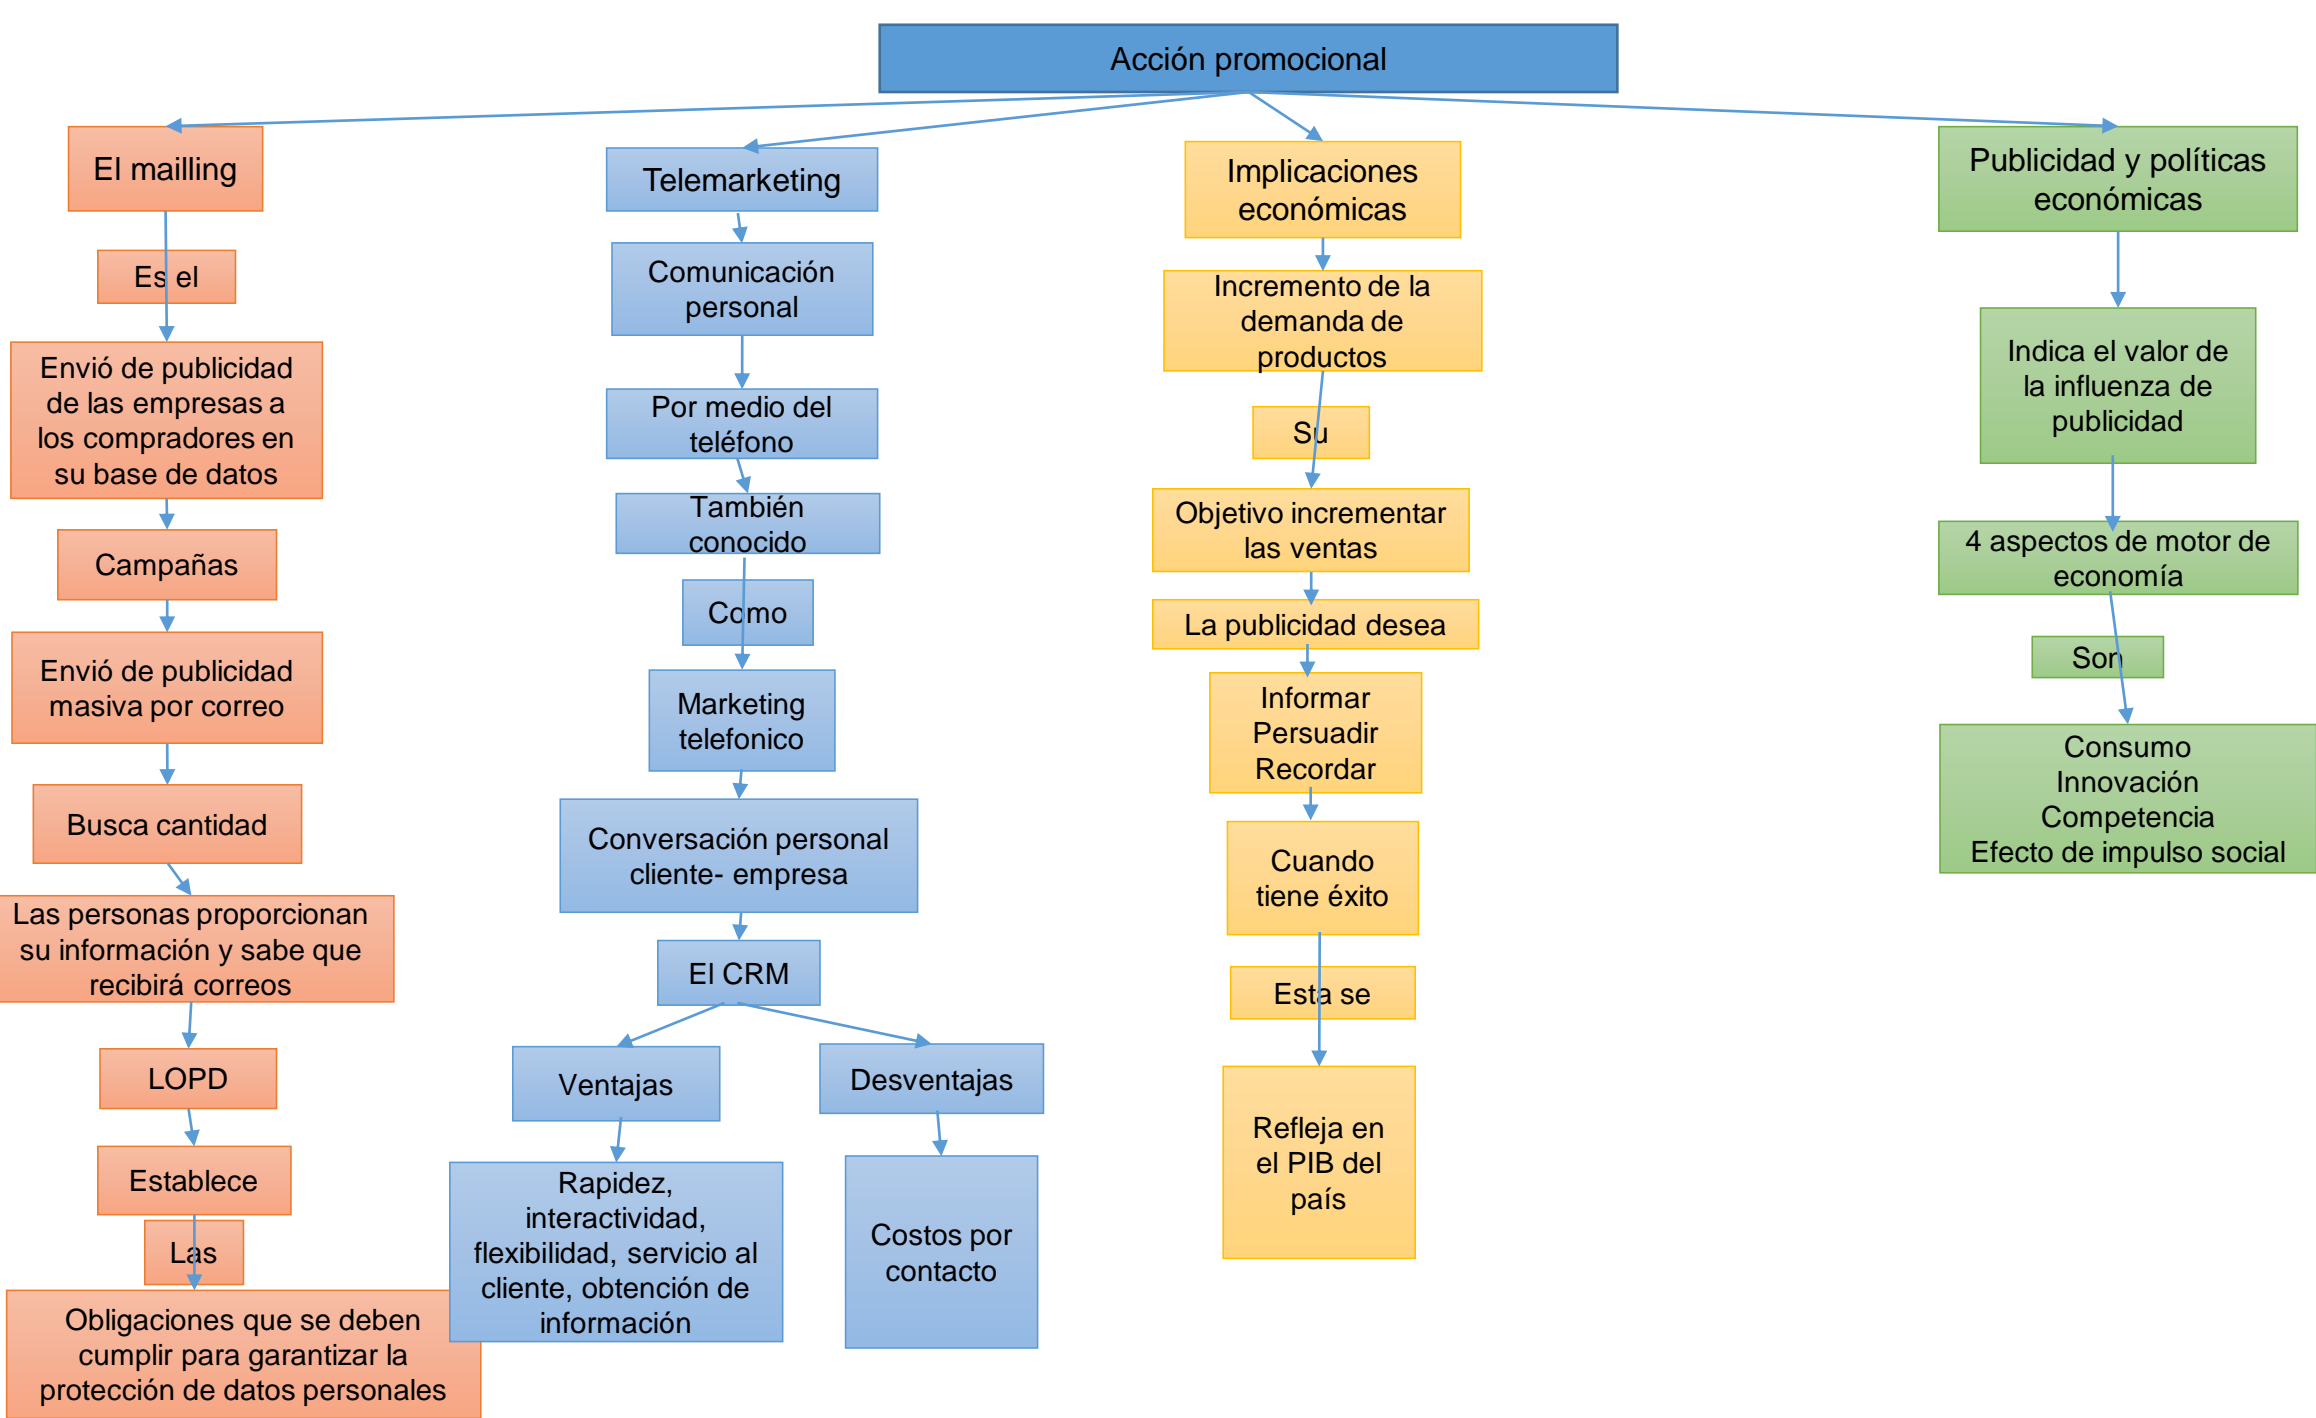 Acción promocional
El mailling
Es el
Envió de publicidad
de las empresas a
los compradores en
su base de datos
Campañas
Envió de publicidad
masiva por correo
Busca cantidad
Las personas proporcionan
su información y sabe que
recibirá correos
LOPD
Establece
Las
Obligaciones que se deben
cumplir para garantizar la
protección de datos personales
Telemarketing
Comunicación
personal
Por medio del
teléfono
También
conocido
Como
Marketing
telefonico
Conversación personal
cliente- empresa
El CRM
Ventajas
Rapidez,
interactividad,
flexibilidad, servicio al
cliente, obtención de
información
Desventajas
Costos por
contacto
Implicaciones
económicas
Incremento de la
demanda de
productos
Su
Objetivo incrementar
las ventas
La publicidad desea
Informar
Persuadir
Recordar
Cuando
tiene éxito
Esta se
Refleja en
el PIB del
país
Publicidad y políticas
económicas
Indica el valor de
la influenza de
publicidad
4 aspectos de motor de
economía
Son
Consumo
Innovación
Competencia
Efecto de impulso social